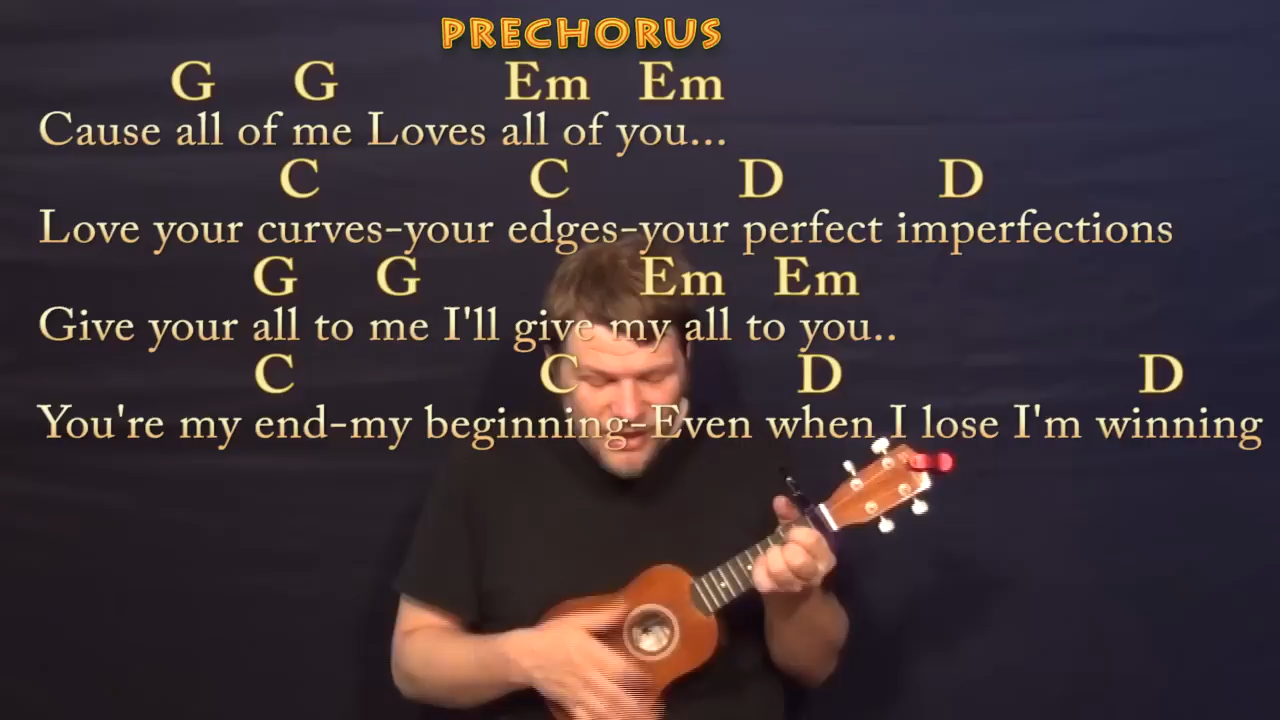 PRECHORUS
G G Em Em
Cause all of me Loves all of you...
C C D D
Love your curves-your edges-your perfect imperfections
G G Em Em
Give your all to me I'll give my all to you..
C C D D
You're my end-my beginning-Even when I lose I'm winning